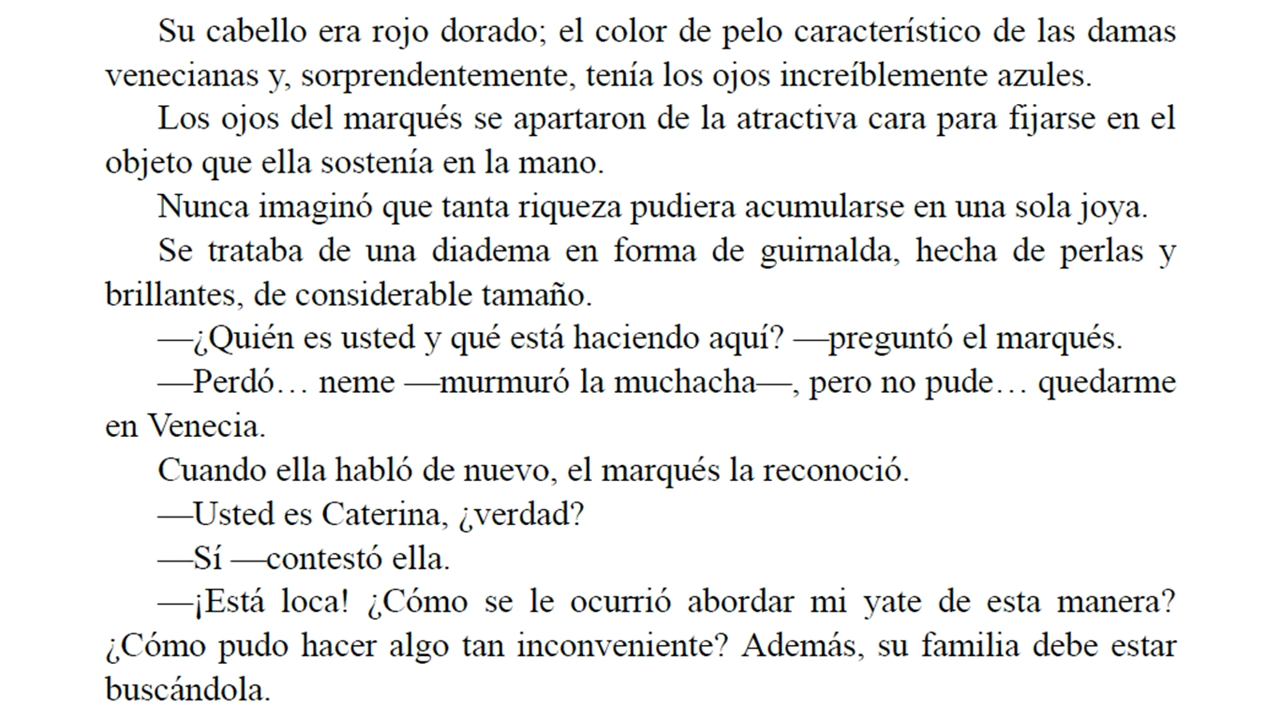 Su cabello era rojo dorado; el color de pelo característico de las damas
venecianas y, sorprendentemente, tenía los ojos increíblemente azules.
Los ojos del marqués se apartaron de la atractiva cara para fijarse en el
objeto que ella sostenía en la mano.
Nunca imaginó que tanta riqueza pudiera acumularse en una sola joya.
Se trataba de una diadema en forma de guirnalda, hecha de perlas y
brillantes, de considerable tamaño.
—¿Quién es usted y qué está haciendo aquí? —preguntó el marqués.
—Perdó… neme —murmuró la muchacha—, pero no pude… quedarme
en Venecia.
Cuando ella habló de nuevo, el marqués la reconoció.
—Usted es Caterina, ¿verdad?
—Sí —contestó ella.
—¡Está loca! ¿Cómo se le ocurrió abordar mi yate de esta manera?
¿Cómo pudo hacer algo tan inconveniente? Además, su familia debe estar
buscándola.